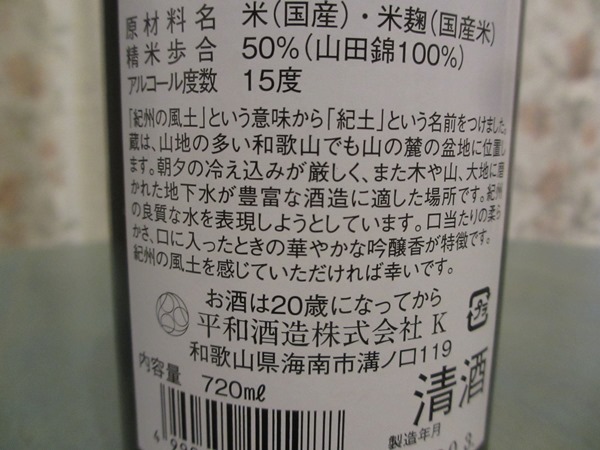 原材料名 米(国産)・米麹(国産米)
精米歩合 50%(山田錦100%)
アルコール度数 15度
「紀州の風土」という意味から「紀土」という名前をつけました。
蔵は、山地の多い和歌山でも山の麓の盆地に位置し
ます。朝夕の冷え込みが厳しく、また木や山、大地に
かれた地下水が豊富な酒造に適した場所です。紀州
の良質な水を表現しようとしています。口当たりの柔ら
かさ、口に入ったときの華やかな吟醸香が特徴です。
紀州の風土を感じていただければ幸いです。
お酒は20歳になってから
平和酒造株式会社 K
和歌山県海南市溝ノ口119
プラ
内容量 720mℓ
清酒
製造年月